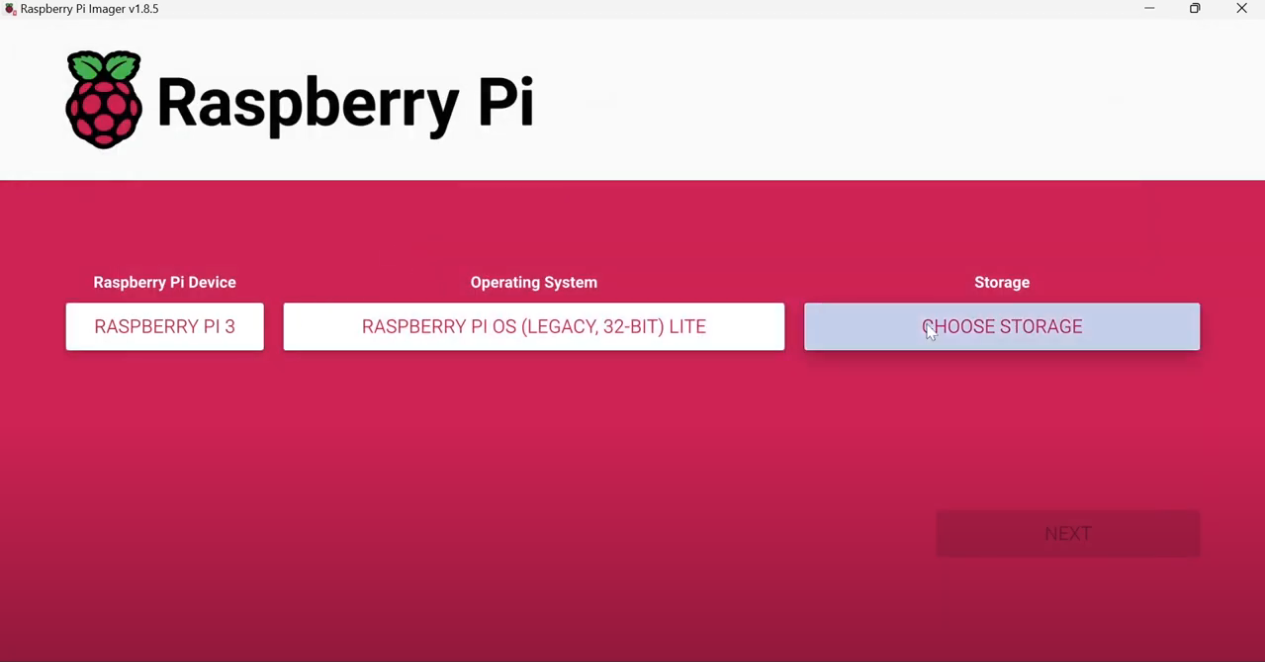 Raspberry Pi Imager v1.8.5
Raspberry Pi
Raspberry Pi Device
Operating System
Storage
RASPBERRY PI 3
RASPBERRY PI OS (LEGACY, 32-BIT) LITE
CHOOSE STORAGE
NEXT